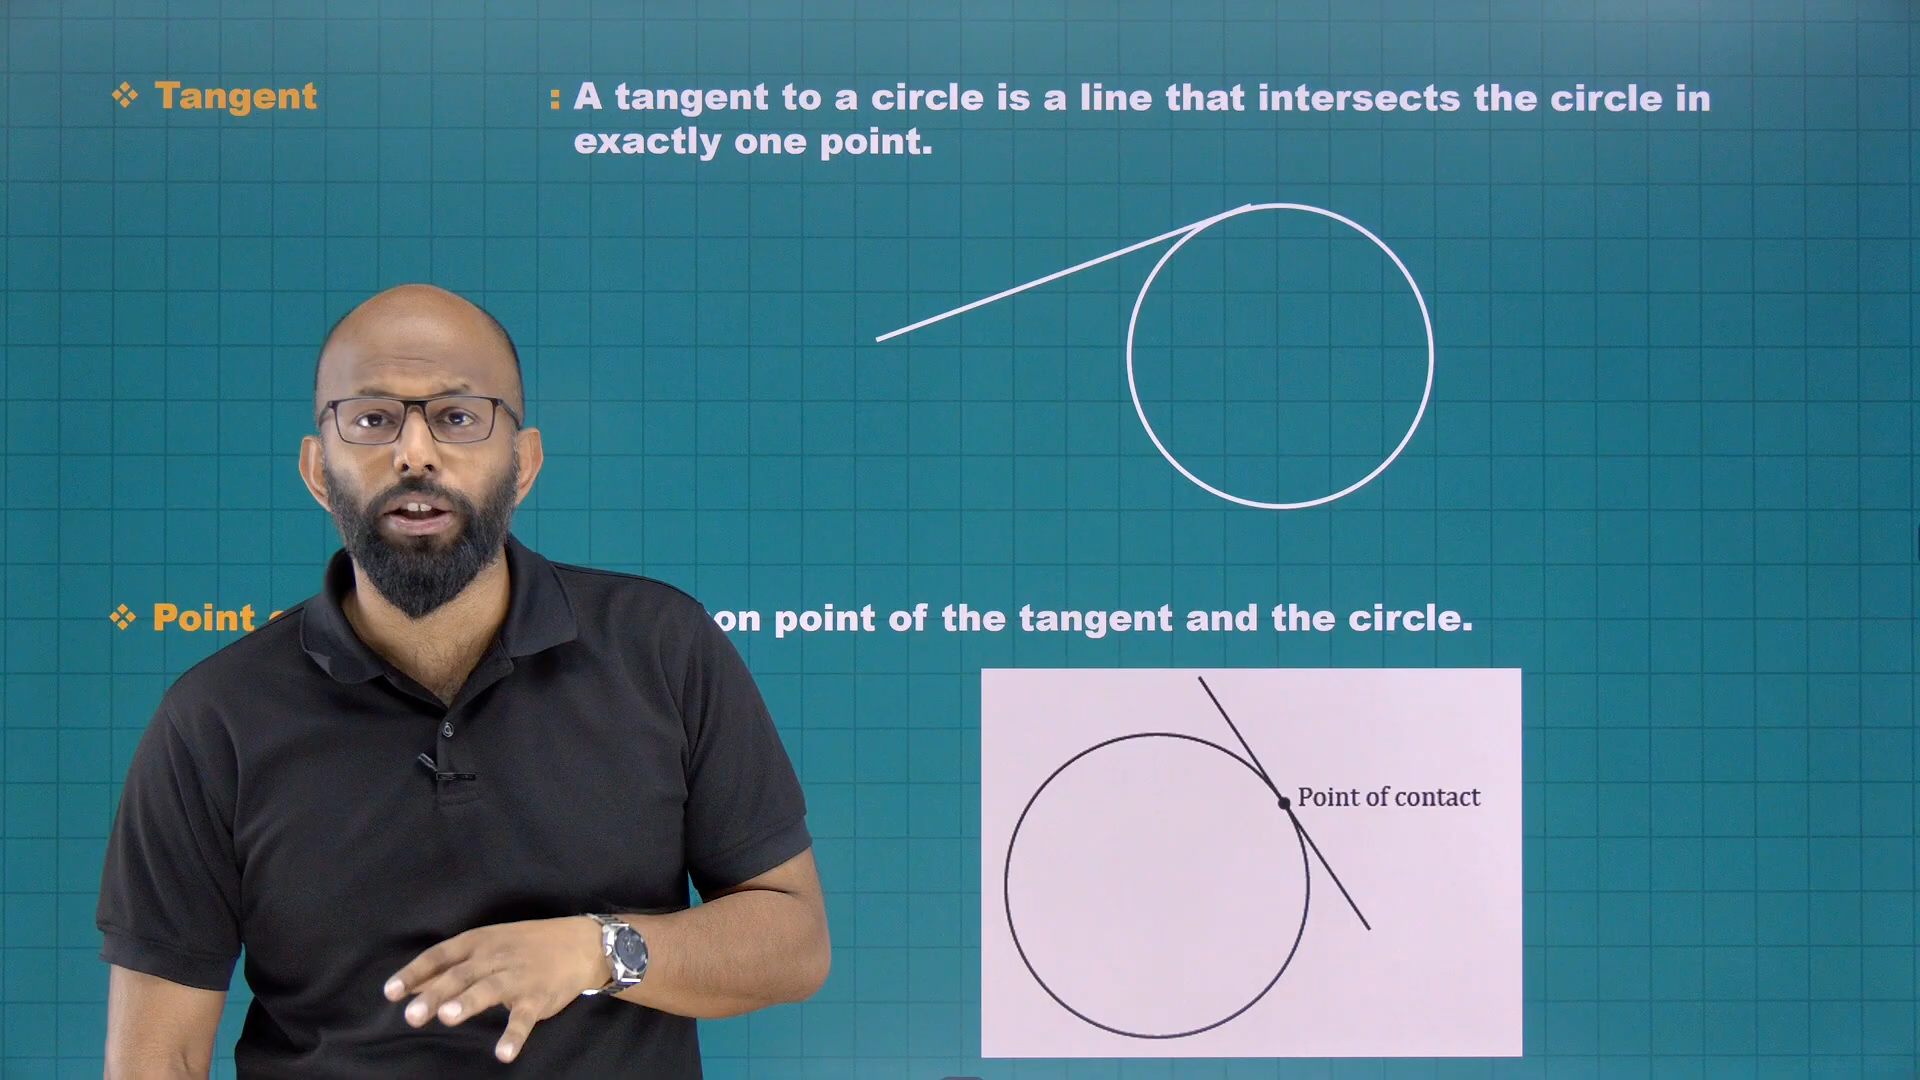 ❖ Tangent : A tangent to a circle is a line that intersects the circle in
exactly one point.
❖ Point on point of the tangent and the circle.
Point of contact